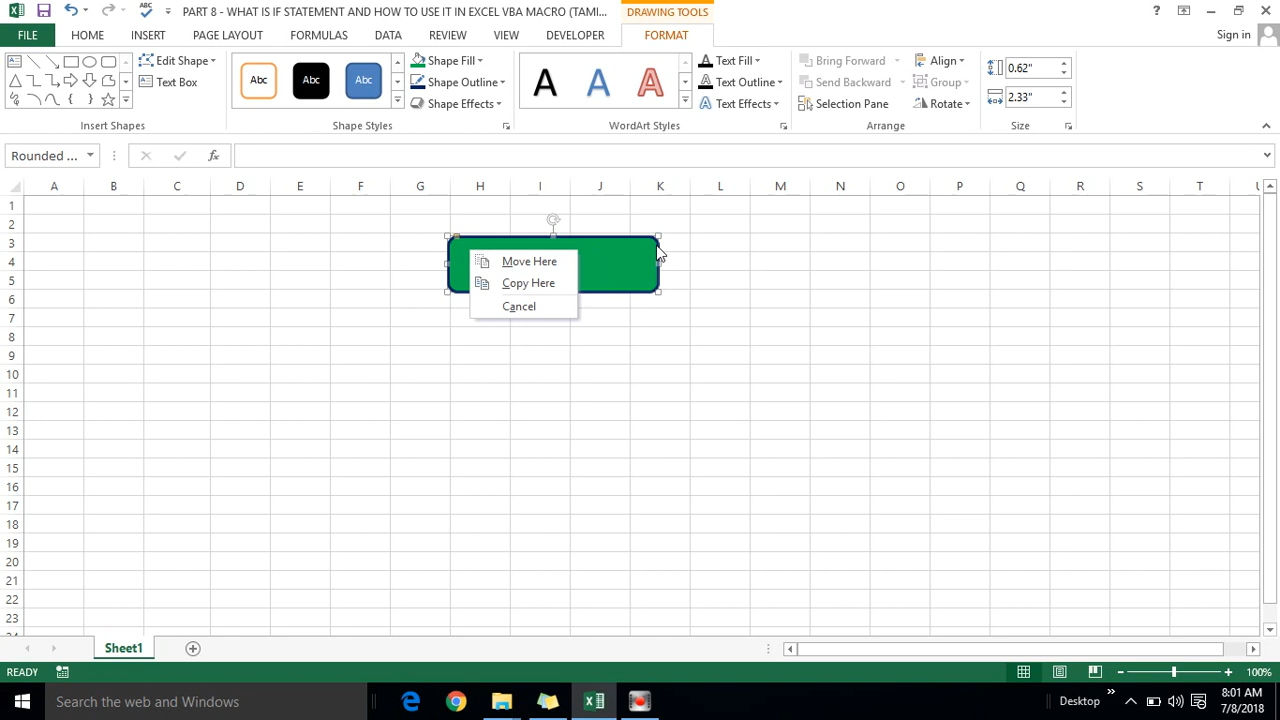 PART 8 - WHAT IS IF STATEMENT AND HOW TO USE IT IN EXCEL VBA MACRO (TAMI...
DRAWING TOOLS
?
FILE HOME INSERT PAGE LAYOUT FORMULAS DATA REVIEW VIEW DEVELOPER FORMAT Sign in
Edit Shape
Text Box
Insert Shapes
Abc Abc Abc
Shape Fill
Shape Outline
Shape Effects
Shape Styles
A A A
Text Fill
Text Outline
Text Effects
WordArt Styles
Bring Forward
Send Backward
Selection Pane
Align
Group
Rotate
Arrange
0.62"
2.33"
Size
Rounded ...
fx
A B C D E F G H I J K L M N O P Q R S T U
1
2
3
4
5
6
7
8
9
10
11
12
13
14
15
16
17
18
19
20
21
22
23
24
Move Here
Copy Here
Cancel
Sheet1
READY
100%
Search the web and Windows
Desktop
8:01 AM
7/8/2018